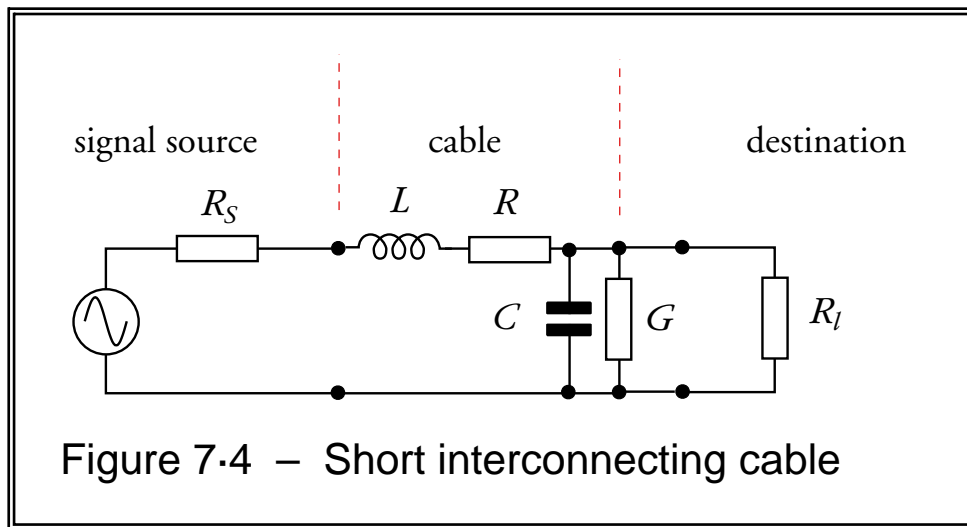 signal source cable destination
R_S L R
C G R_l
Figure 7·4 – Short interconnecting cable